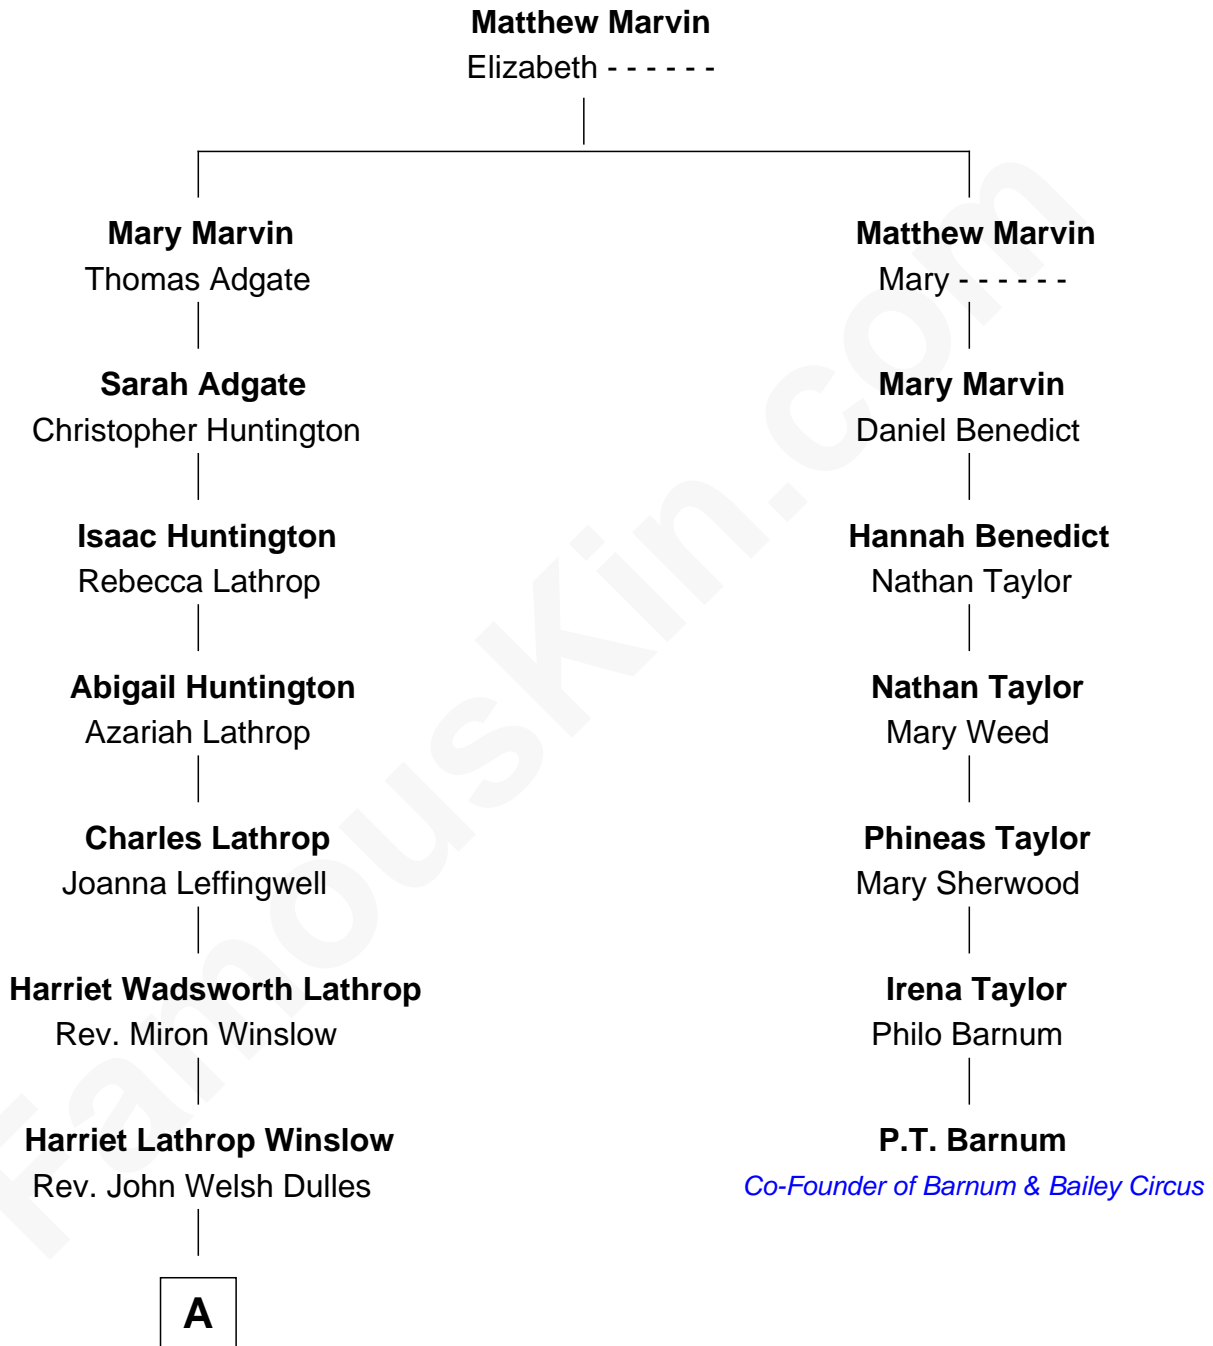 Matthew Marvin
Elizabeth - - - - - -
Mary Marvin
Thomas Adgate
Sarah Adgate
Christopher Huntington
Isaac Huntington
Rebecca Lathrop
Abigail Huntington
Azariah Lathrop
Charles Lathrop
Joanna Leffingwell
Harriet Wadsworth Lathrop
Rev. Miron Winslow
Harriet Lathrop Winslow
Rev. John Welsh Dulles
A
Matthew Marvin
Mary - - - - - -
Mary Marvin
Daniel Benedict
Hannah Benedict
Nathan Taylor
Nathan Taylor
Mary Weed
Phineas Taylor
Mary Sherwood
Irena Taylor
Philo Barnum
P.T. Barnum
Co-Founder of Barnum & Bailey Circus
FamousKin.com